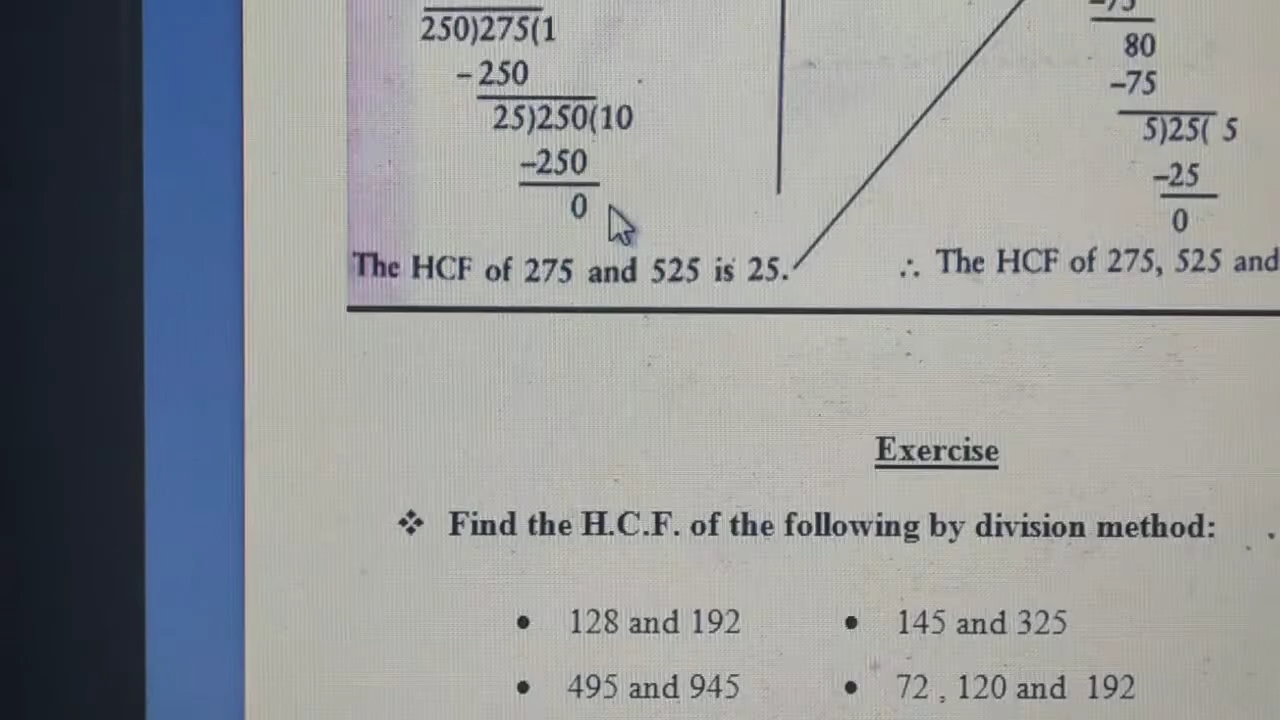 250)275(1
–250
25)250(10
–250
0
The HCF of 275 and 525 is 25.
80
–75
5)25( 5
–25
0
∴ The HCF of 275, 525 and
Exercise
❖ Find the H.C.F. of the following by division method:
• 128 and 192 • 145 and 325
• 495 and 945 • 72 , 120 and 192